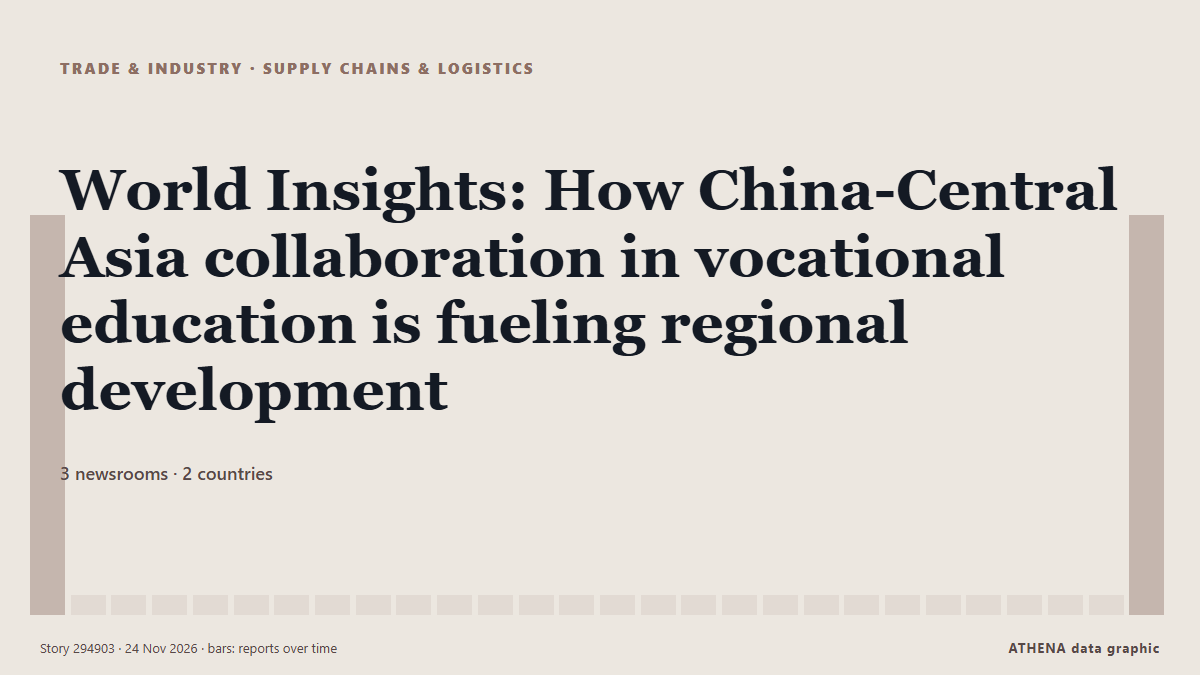 TRADE & INDUSTRY · SUPPLY CHAINS & LOGISTICS
World Insights: How China-Central
Asia collaboration in vocational
education is fueling regional
development
3 newsrooms · 2 countries
Story 294903 · 24 Nov 2026 · bars: reports over time
ATHENA data graphic